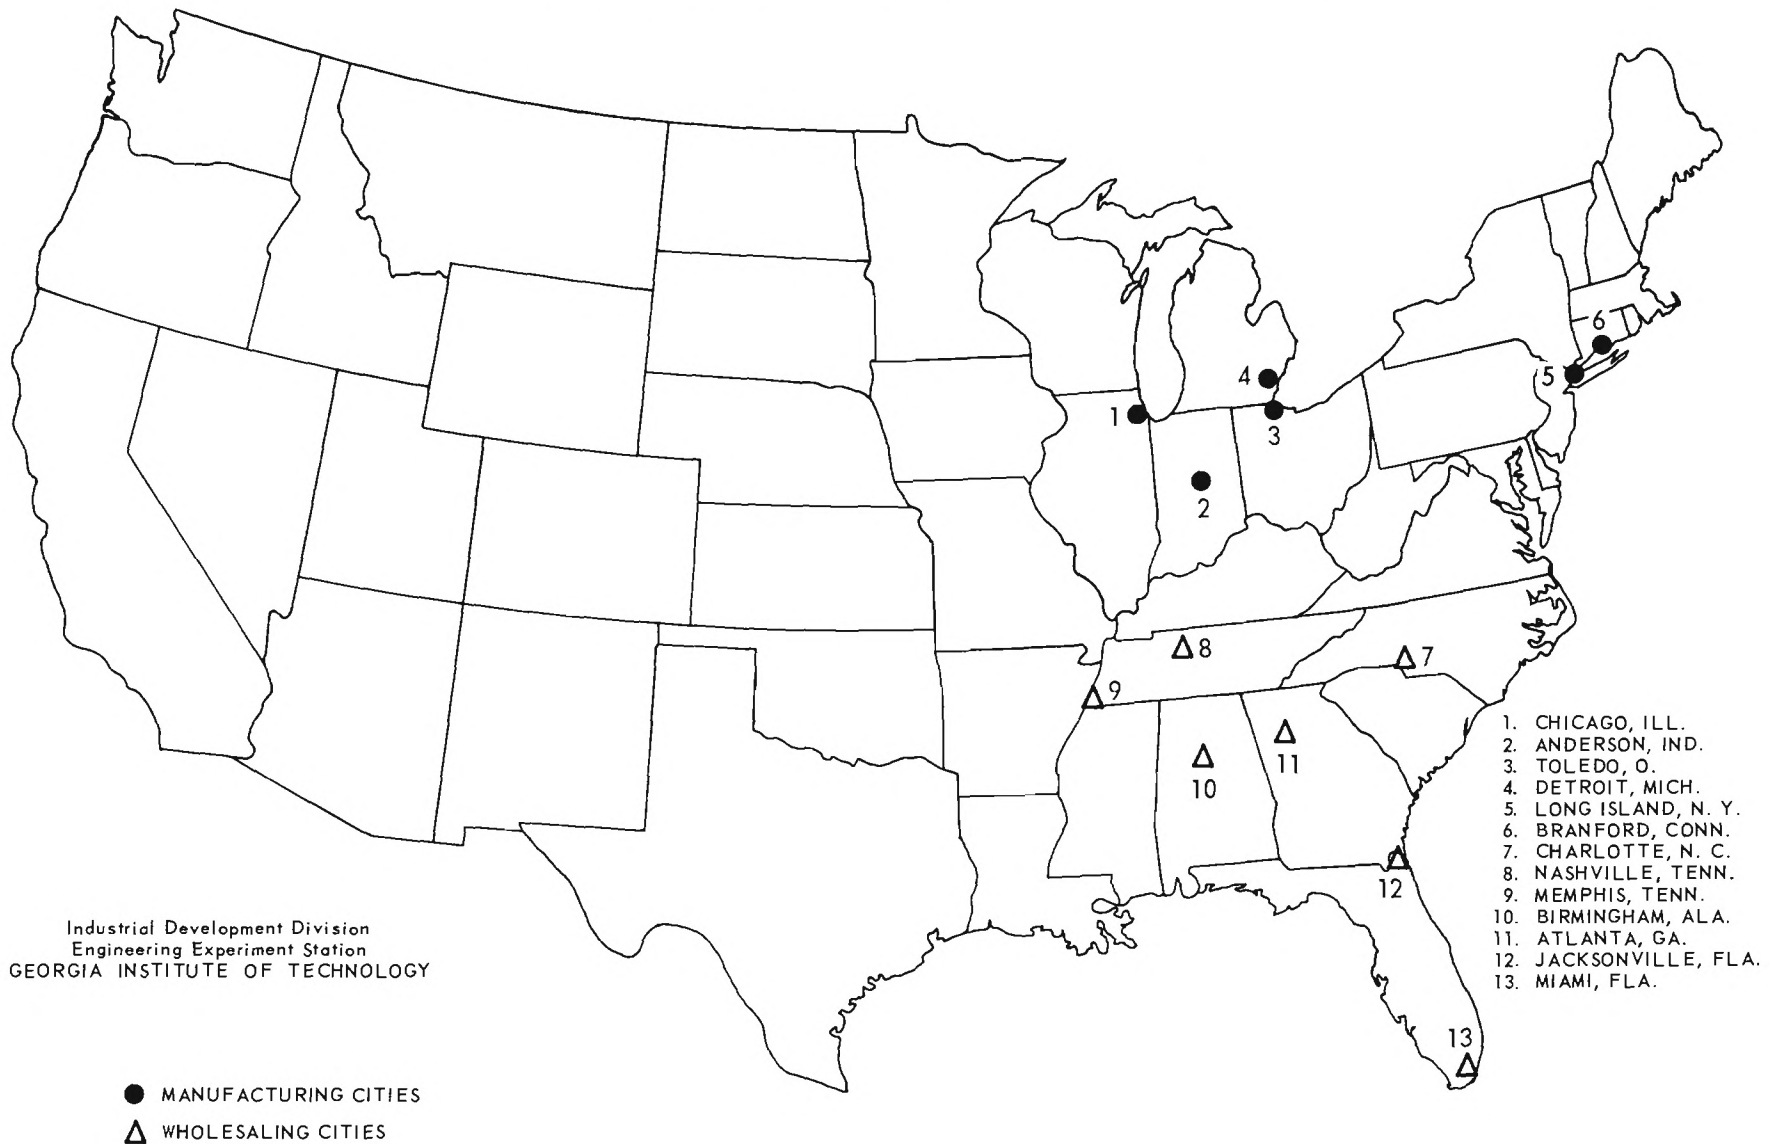 6
5
4
1
3
2
8
7
9
11
10
12
13
1. CHICAGO, ILL.
2. ANDERSON, IND.
3. TOLEDO, O.
4. DETROIT, MICH.
5. LONG ISLAND, N. Y.
6. BRANFORD, CONN.
7. CHARLOTTE, N. C.
8. NASHVILLE, TENN.
9. MEMPHIS, TENN.
10. BIRMINGHAM, ALA.
11. ATLANTA, GA.
12. JACKSONVILLE, FLA.
13. MIAMI, FLA.
Industrial Development Division
Engineering Experiment Station
GEORGIA INSTITUTE OF TECHNOLOGY
MANUFACTURING CITIES
WHOLESALING CITIES